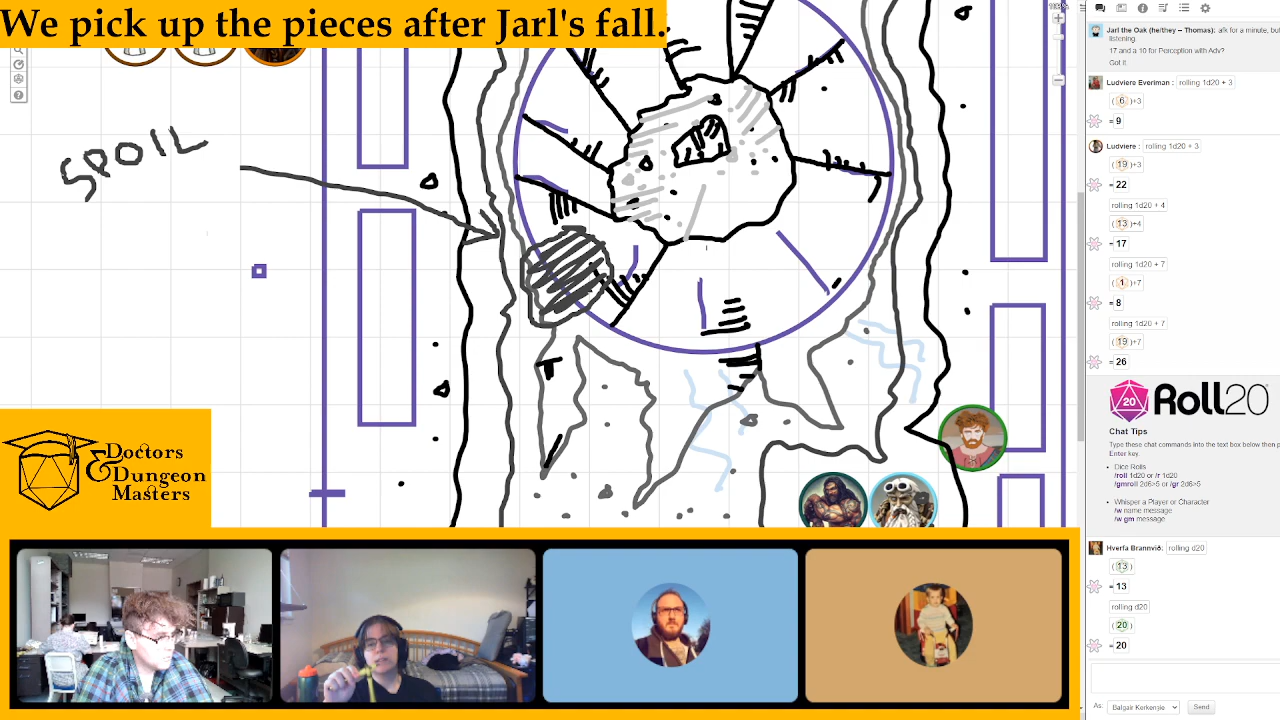 We pick up the pieces after Jarl's fall.
SPOIL
Doctors
& Dungeon
Masters
Jarl the Oak (he/they – Thomas): afk for a minute, but
listening
17 and a 10 for Perception with Adv?
Got it
Ludviere Everiman : rolling 1d20 + 3
(6)+3
= 9
Ludviere : rolling 1d20 + 3
(19)+3
= 22
rolling 1d20 + 4
(13)+4
= 17
rolling 1d20 + 7
(1)+7
= 8
rolling 1d20 + 7
(19)+7
= 26
20 Roll20
Chat Tips
Type these chat commands into the text box below then p
Enter key.
• Dice Rolls
/roll 1d20 or /r 1d20
/gmroll 2d6>5 or /gr 2d6>5
• Whisper a Player or Character
/w name message
/w gm message
Hverfa Brannvið: rolling d20
(13)
= 13
rolling d20
(20)
= 20
As: Balgair Kerkensie Send